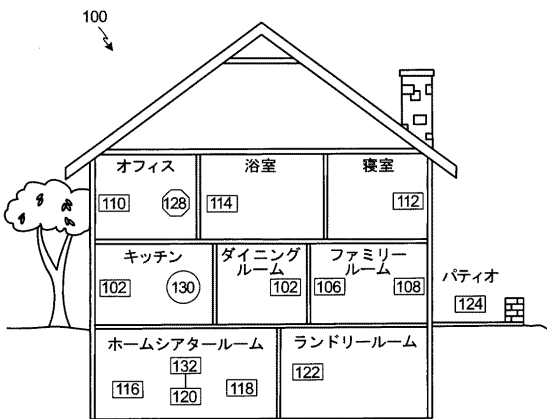 100
オフィス
110
128
浴室
114
寝室
112
キッチン
102
130
ダイニング
ルーム
102
ファミリー
ルーム
106
108
パティオ
124
ホームシアタールーム
132
116
120
118
ランドリールーム
122